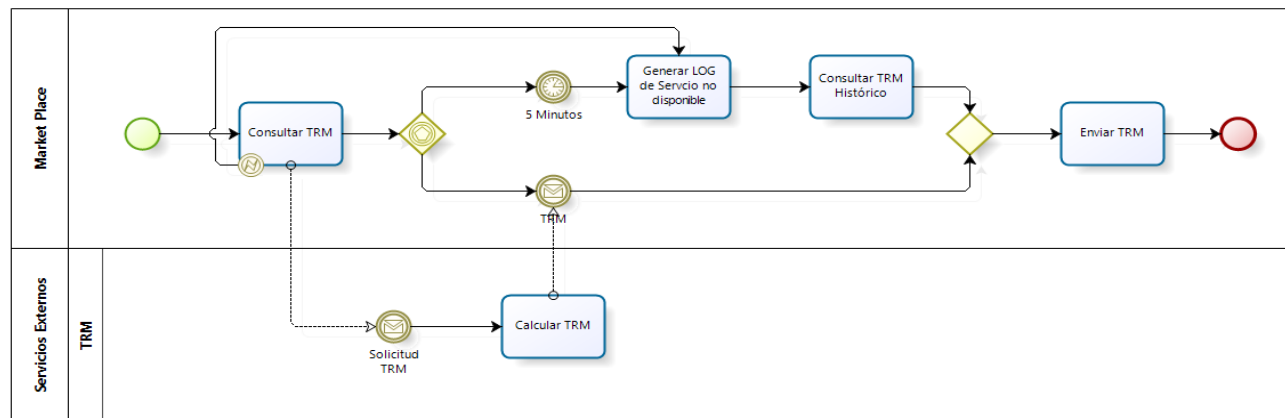 Market Place
Consultar TRM
5 Minutos
Generar LOG
de Servcio no
disponible
Consultar TRM
Histórico
TRM
Enviar TRM
Servicios Externos
TRM
Solicitud
TRM
Calcular TRM